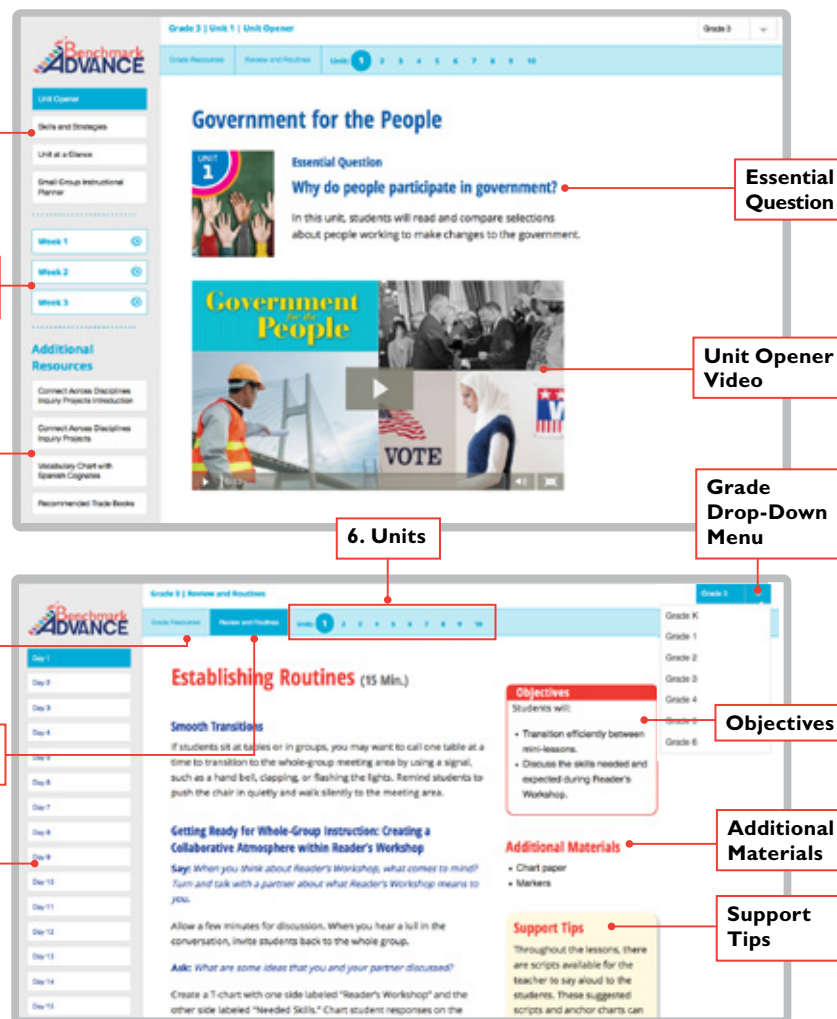 Grade 3 | Unit 1 | Unit Opener
Grade 3
Benchmark
ADVANCE
Grade Resources
Review and Routines
Unit: 1 2 3 4 5 6 7 8 9 10
Unit Opener
Skills and Strategies
Unit at a Glance
Small Group Instructional
Planner
Week 1
Week 2
Week 3
Additional
Resources
Connect Across Disciplines
Inquiry Projects Introduction
Connect Across Disciplines
Inquiry Projects
Vocabulary Chart with
Spanish Cognates
Recommended Trade Books
Government for the People
UNIT
1
Essential Question
Why do people participate in government?
In this unit, students will read and compare selections
about people working to make changes to the government.
Government
for the
People
VOTE
Essential
Question
Unit Opener
Video
Grade
Drop-Down
Menu
6. Units
Grade 3 | Review and Routines
Grade 3
Benchmark
ADVANCE
Grade Resources
Review and Routines
Unit: 1 2 3 4 5 6 7 8 9 10
Grade K
Grade 1
Grade 2
Grade 3
Grade 4
Grade 5
Grade 6
Day 1
Day 2
Day 3
Day 4
Day 5
Day 6
Day 7
Day 8
Day 9
Day 10
Day 11
Day 12
Day 13
Day 14
Day 15
Establishing Routines (15 Min.)
Smooth Transitions
If students sit at tables or in groups, you may want to call one table at a
time to transition to the whole-group meeting area by using a signal,
such as a hand bell, clapping, or flashing the lights. Remind students to
push the chair in quietly and walk silently to the meeting area.
Getting Ready for Whole-Group Instruction: Creating a
Collaborative Atmosphere within Reader's Workshop
Say: When you think about Reader's Workshop, what comes to mind?
Turn and talk with a partner about what Reader's Workshop means to
you.
Allow a few minutes for discussion. When you hear a lull in the
conversation, invite students back to the whole group.
Ask: What are some ideas that you and your partner discussed?
Create a T-chart with one side labeled "Reader's Workshop" and the
other side labeled "Needed Skills." Chart student responses on the
Objectives
Students will:
• Transition efficiently between
mini-lessons.
• Discuss the skills needed and
expected during Reader's
Workshop.
Additional Materials
• Chart paper
• Markers
Support Tips
Throughout the lessons, there
are scripts available for the
teacher to say aloud to the
students. These suggested
scripts and anchor charts can
Objectives
Additional
Materials
Support
Tips